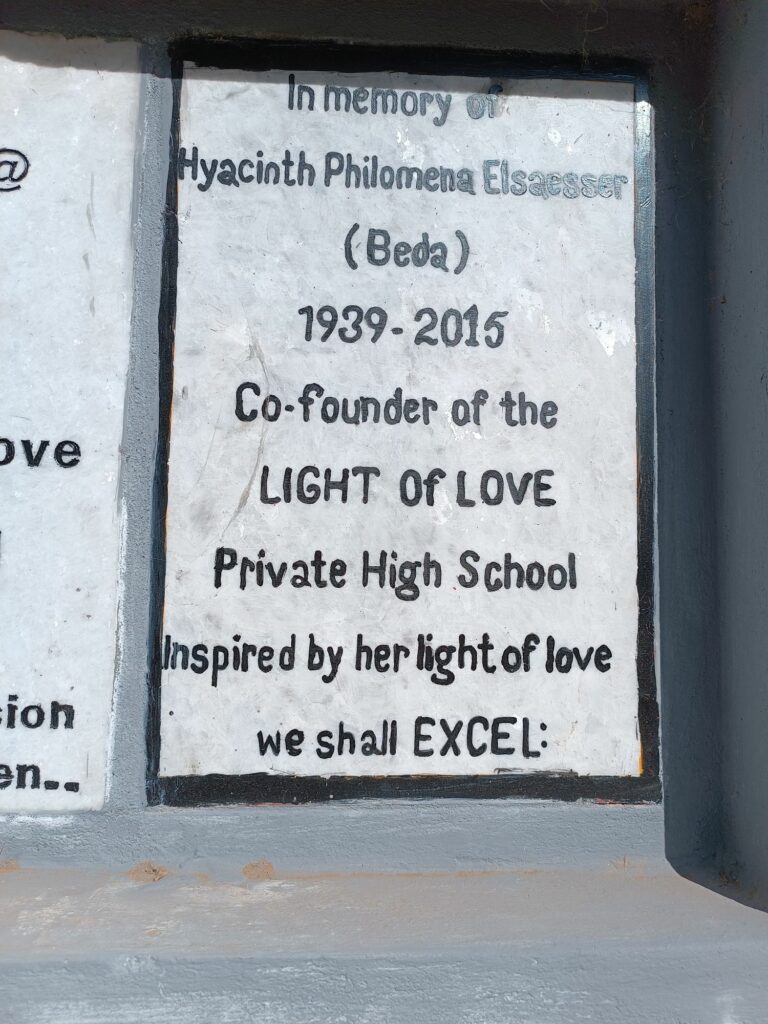 @
ove
sion
en..
In memory of
Hyacinth Philomena Elsaesser
(Beda)
1939-2015
Co-founder of the
LIGHT Of LOVE
Private High School
Inspired by her light of love
we shall EXCEL: